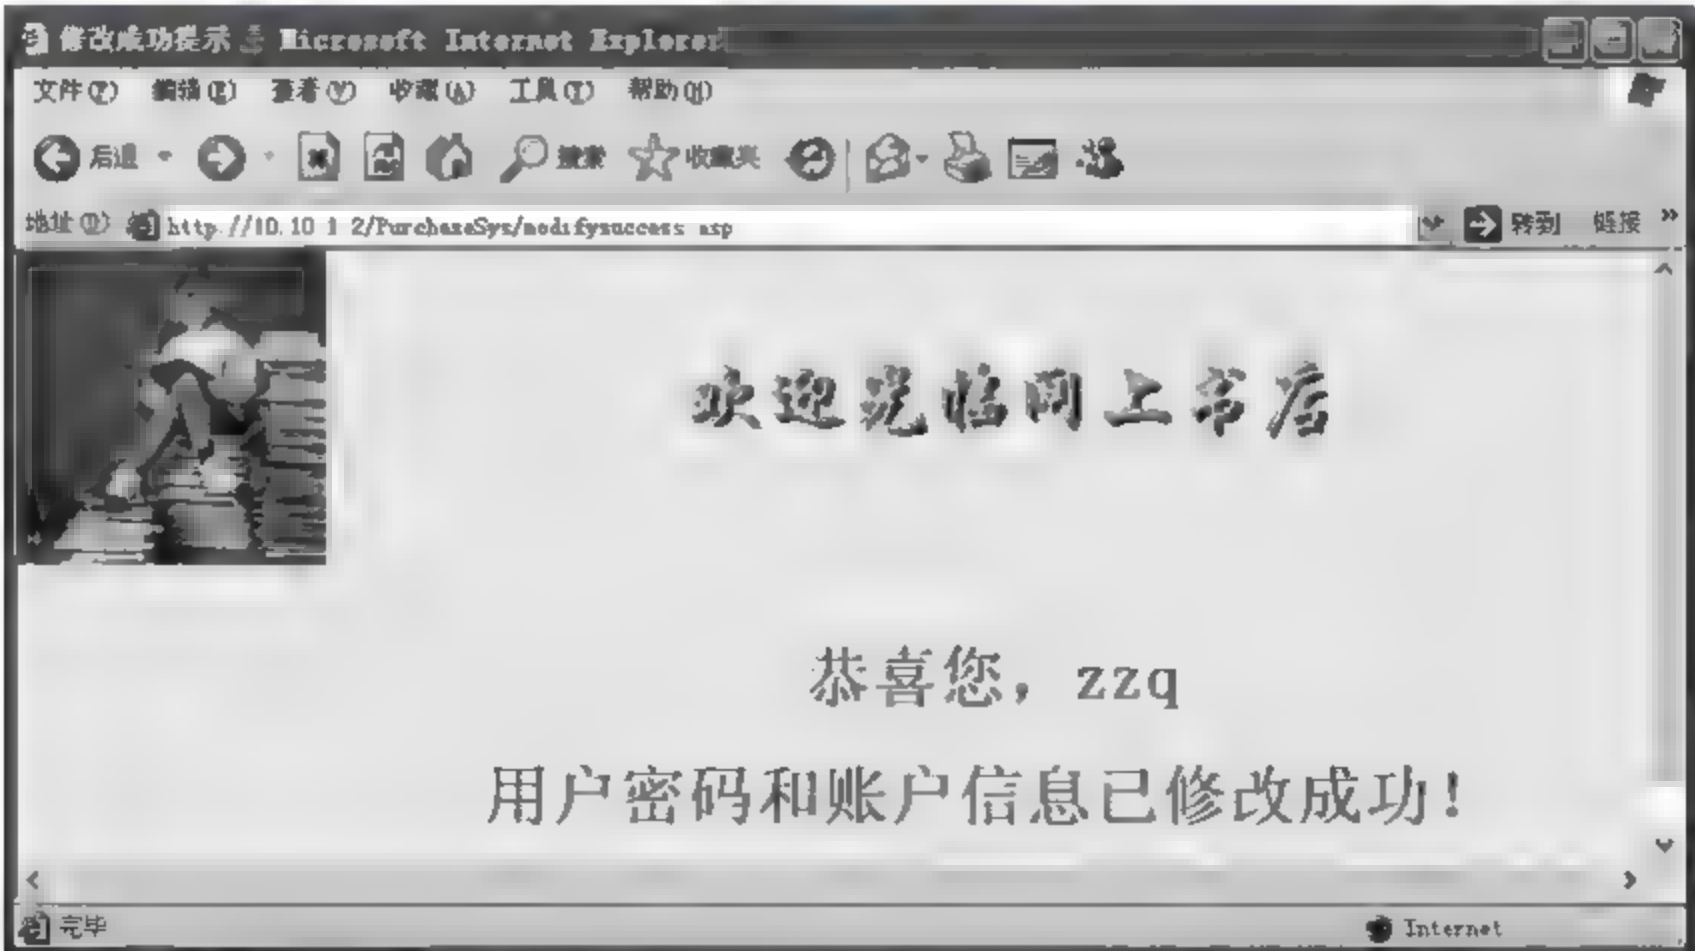 修改成功提示 - Microsoft Internet Explorer
文件(F) 编辑(E) 查看(V) 收藏(A) 工具(T) 帮助(H)
后退 搜索 收藏夹
地址(D) http://10.10.1.2/PurchaseSys/modifysuccess.asp 转到 链接 »
欢迎光临网上书店
恭喜您，zzq
用户密码和账户信息已修改成功！
完毕 Internet